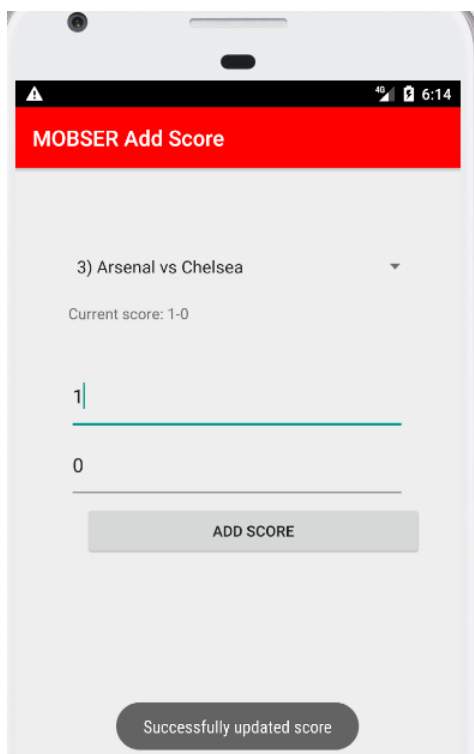 4G 6:14
MOBSER Add Score
3) Arsenal vs Chelsea
Current score: 1-0
1
0
ADD SCORE
Successfully updated score